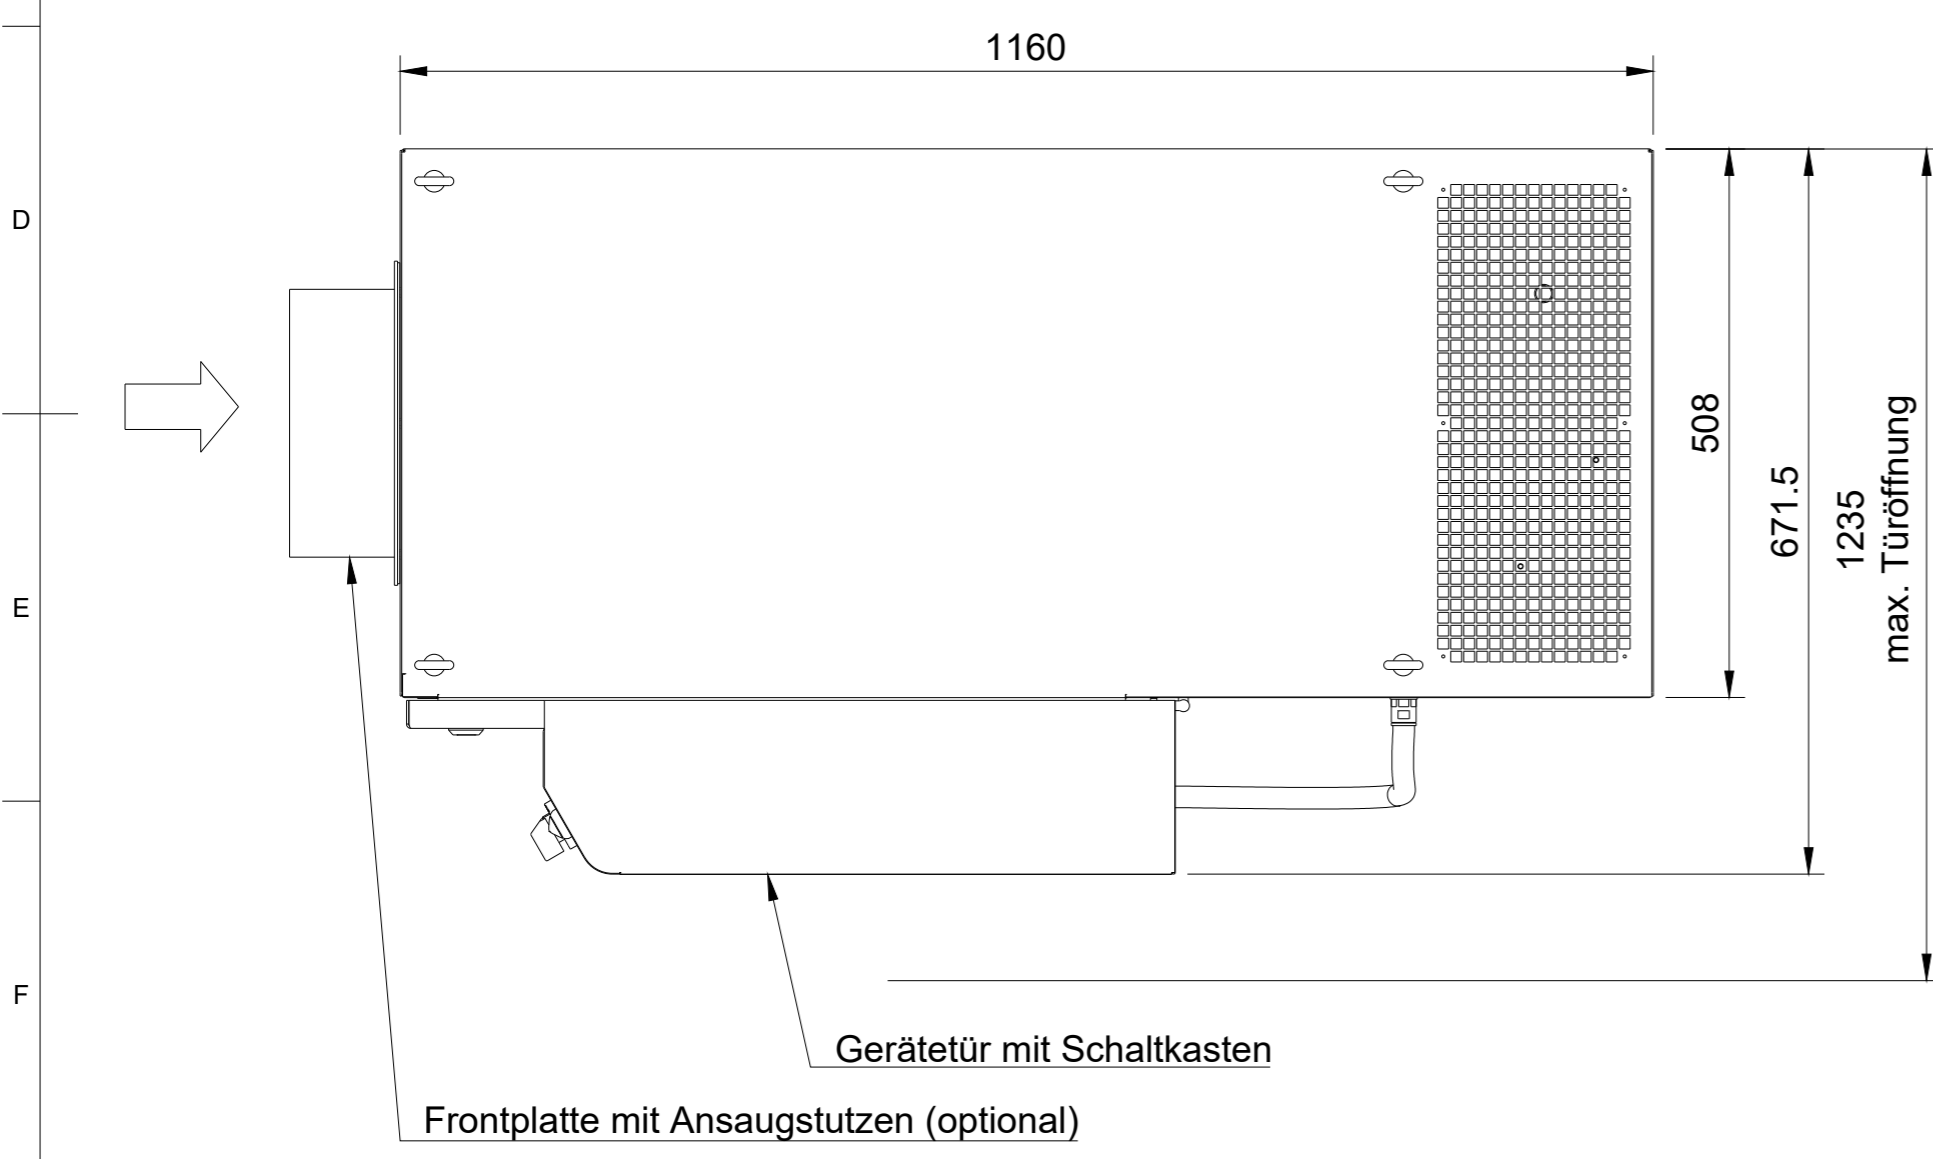 1160
D
508
671.5
1235
max. Türöffnung
E
F
Gerätetür mit Schaltkasten
Frontplatte mit Ansaugstutzen (optional)